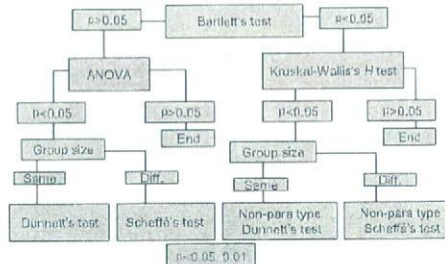 p>0.05
Bartlett's test
p<0.05
ANOVA
Kruskal-Wallis's H test
p<0.05
p>0.05
p<0.05
p>0.05
End
End
Group size
Group size
Same
Diff.
Same
Diff.
Dunnett's test
Scheffé's test
Non-para type
Dunnett's test
Non-para type
Scheffé's test
p<0.05, 0.01